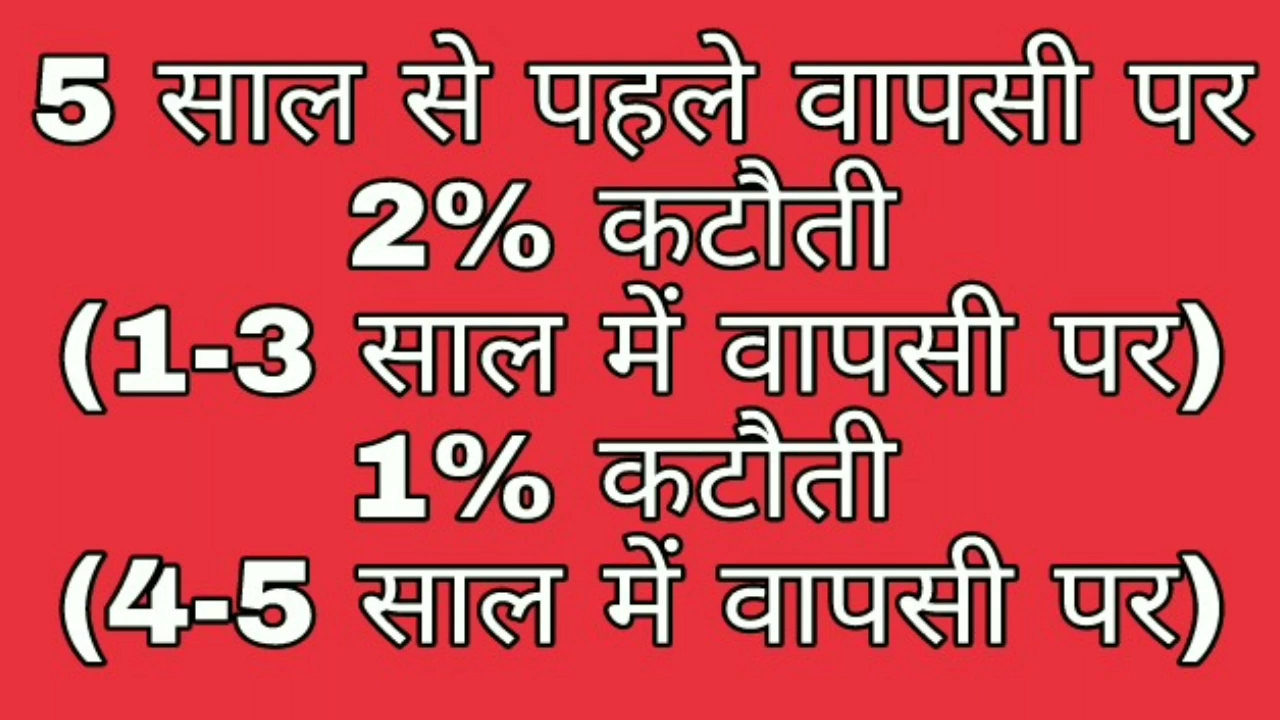 5 साल से पहले वापसी पर
2% कटौती
(1-3 साल में वापसी पर)
1% कटौती
(4-5 साल में वापसी पर)